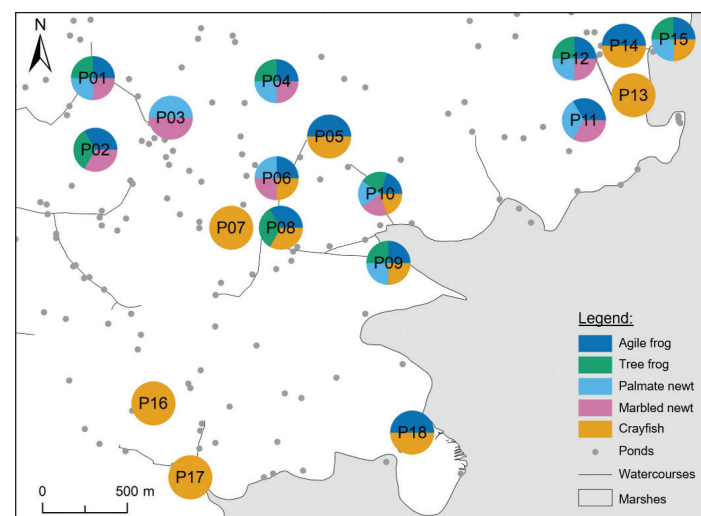 N
P01
P02
P03
P04
P05
P06
P07
P08
P09
P10
P11
P12
P13
P14
P15
P16
P17
P18
Legend:
Agile frog
Tree frog
Palmate newt
Marbled newt
Crayfish
Ponds
Watercourses
Marshes
0 500 m